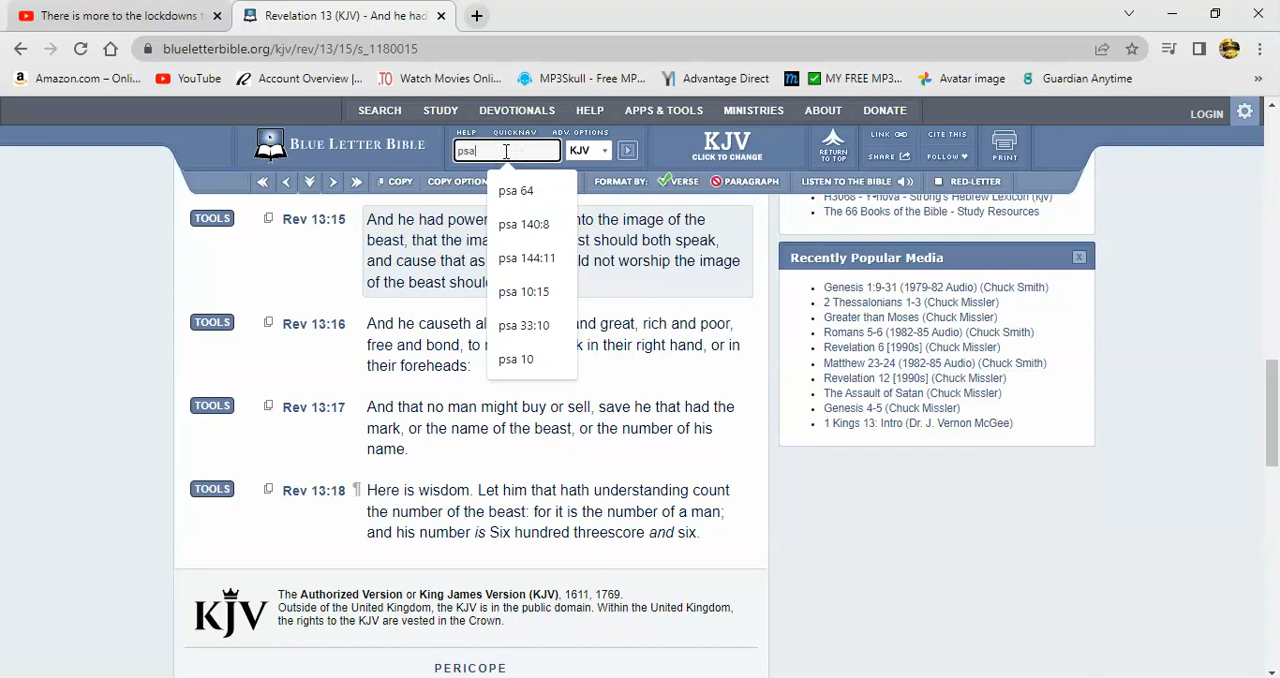 There is more to the lockdowns t
Revelation 13 (KJV) - And he had
blueletterbible.org/kjv/rev/13/15/s_1180015
Amazon.com – Onli...
YouTube
Account Overview |...
Watch Movies Onlin...
MP3Skull - Free MP...
Advantage Direct
MY FREE MP3...
Avatar image
Guardian Anytime
»
SEARCH STUDY DEVOTIONALS HELP APPS & TOOLS MINISTRIES ABOUT DONATE
LOGIN
BLUE LETTER BIBLE
HELP QUICKNAV ADV. OPTIONS
psa
KJV
KJV
CLICK TO CHANGE
RETURN
TO TOP
LINK
SHARE
CITE THIS
FOLLOW
PRINT
COPY
COPY OPTION
FORMAT BY: VERSE PARAGRAPH
LISTEN TO THE BIBLE
RED-LETTER
psa 64
psa 140:8
psa 144:11
psa 10:15
psa 33:10
psa 10
TOOLS
Rev 13:15
And he had power nto the image of the
beast, that the ima st should both speak,
and cause that as ld not worship the image
of the beast shoul
TOOLS
Rev 13:16
And he causeth al and great, rich and poor,
free and bond, to k in their right hand, or in
their foreheads:
TOOLS
Rev 13:17
And that no man might buy or sell, save he that had the
mark, or the name of the beast, or the number of his
name.
TOOLS
Rev 13:18
¶
Here is wisdom. Let him that hath understanding count
the number of the beast: for it is the number of a man;
and his number is Six hundred threescore and six.
KJV
The Authorized Version or King James Version (KJV), 1611, 1769.
Outside of the United Kingdom, the KJV is in the public domain. Within the United Kingdom,
the rights to the KJV are vested in the Crown.
PERICOPE
H3068 - Yᵊhōvâ - Strong's Hebrew Lexicon (kjv)
The 66 Books of the Bible - Study Resources
Recently Popular Media
Genesis 1:9-31 (1979-82 Audio) (Chuck Smith)
2 Thessalonians 1-3 (Chuck Missler)
Greater than Moses (Chuck Smith)
Romans 5-6 (1982-85 Audio) (Chuck Smith)
Revelation 6 [1990s] (Chuck Missler)
Matthew 23-24 (1982-85 Audio) (Chuck Smith)
Revelation 12 [1990s] (Chuck Missler)
The Assault of Satan (Chuck Missler)
Genesis 4-5 (Chuck Missler)
1 Kings 13: Intro (Dr. J. Vernon McGee)